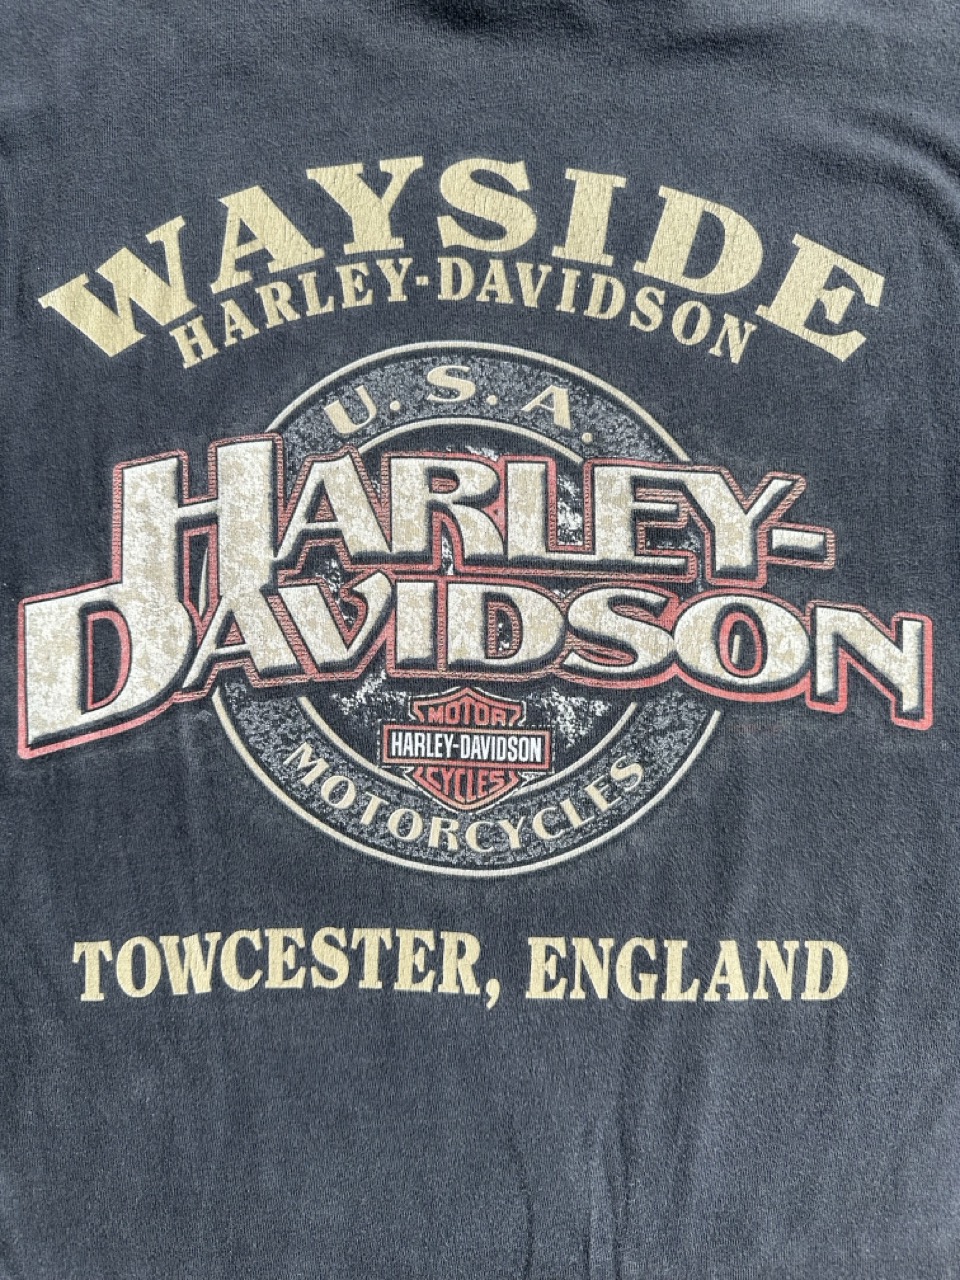 WAYSIDE
HARLEY-DAVIDSON
U.S.A.
HARLEY-
DAVIDSON
MOTOR
HARLEY-DAVIDSON
CYCLES
MOTORCYCLES
TOWCESTER, ENGLAND